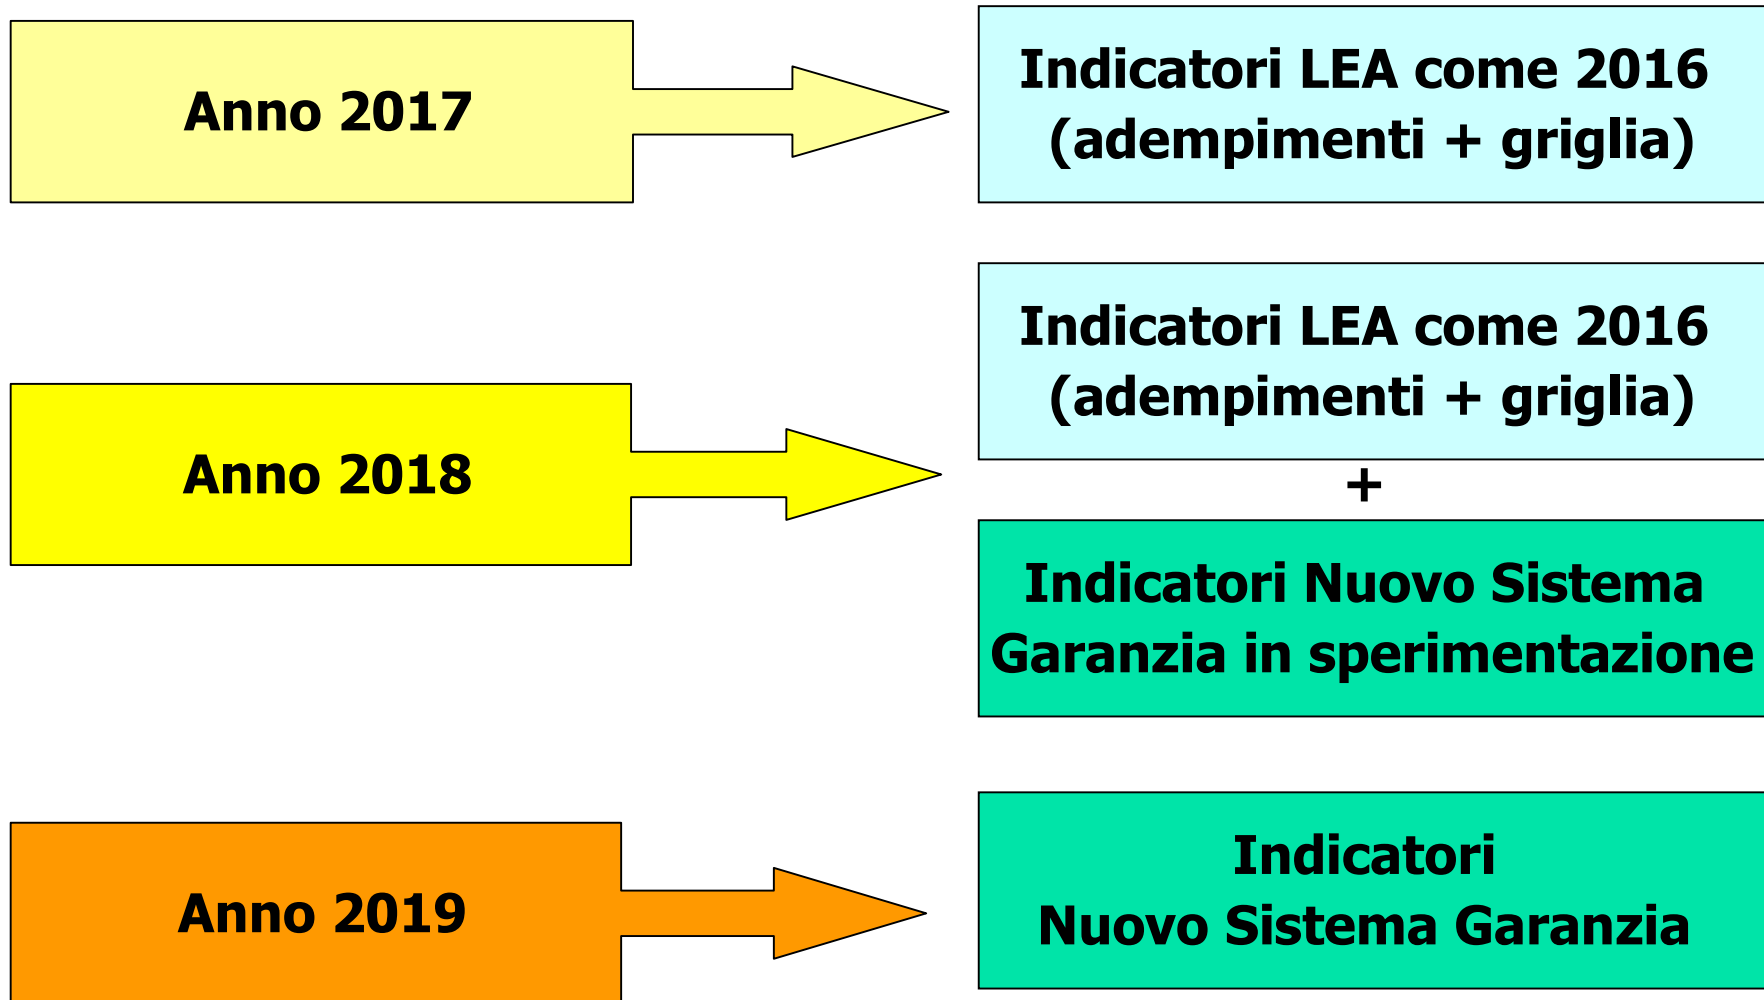 Anno 2017
Indicatori LEA come 2016
(adempimenti + griglia)
Anno 2018
Indicatori LEA come 2016
(adempimenti + griglia)
+
Indicatori Nuovo Sistema
Garanzia in sperimentazione
Anno 2019
Indicatori
Nuovo Sistema Garanzia